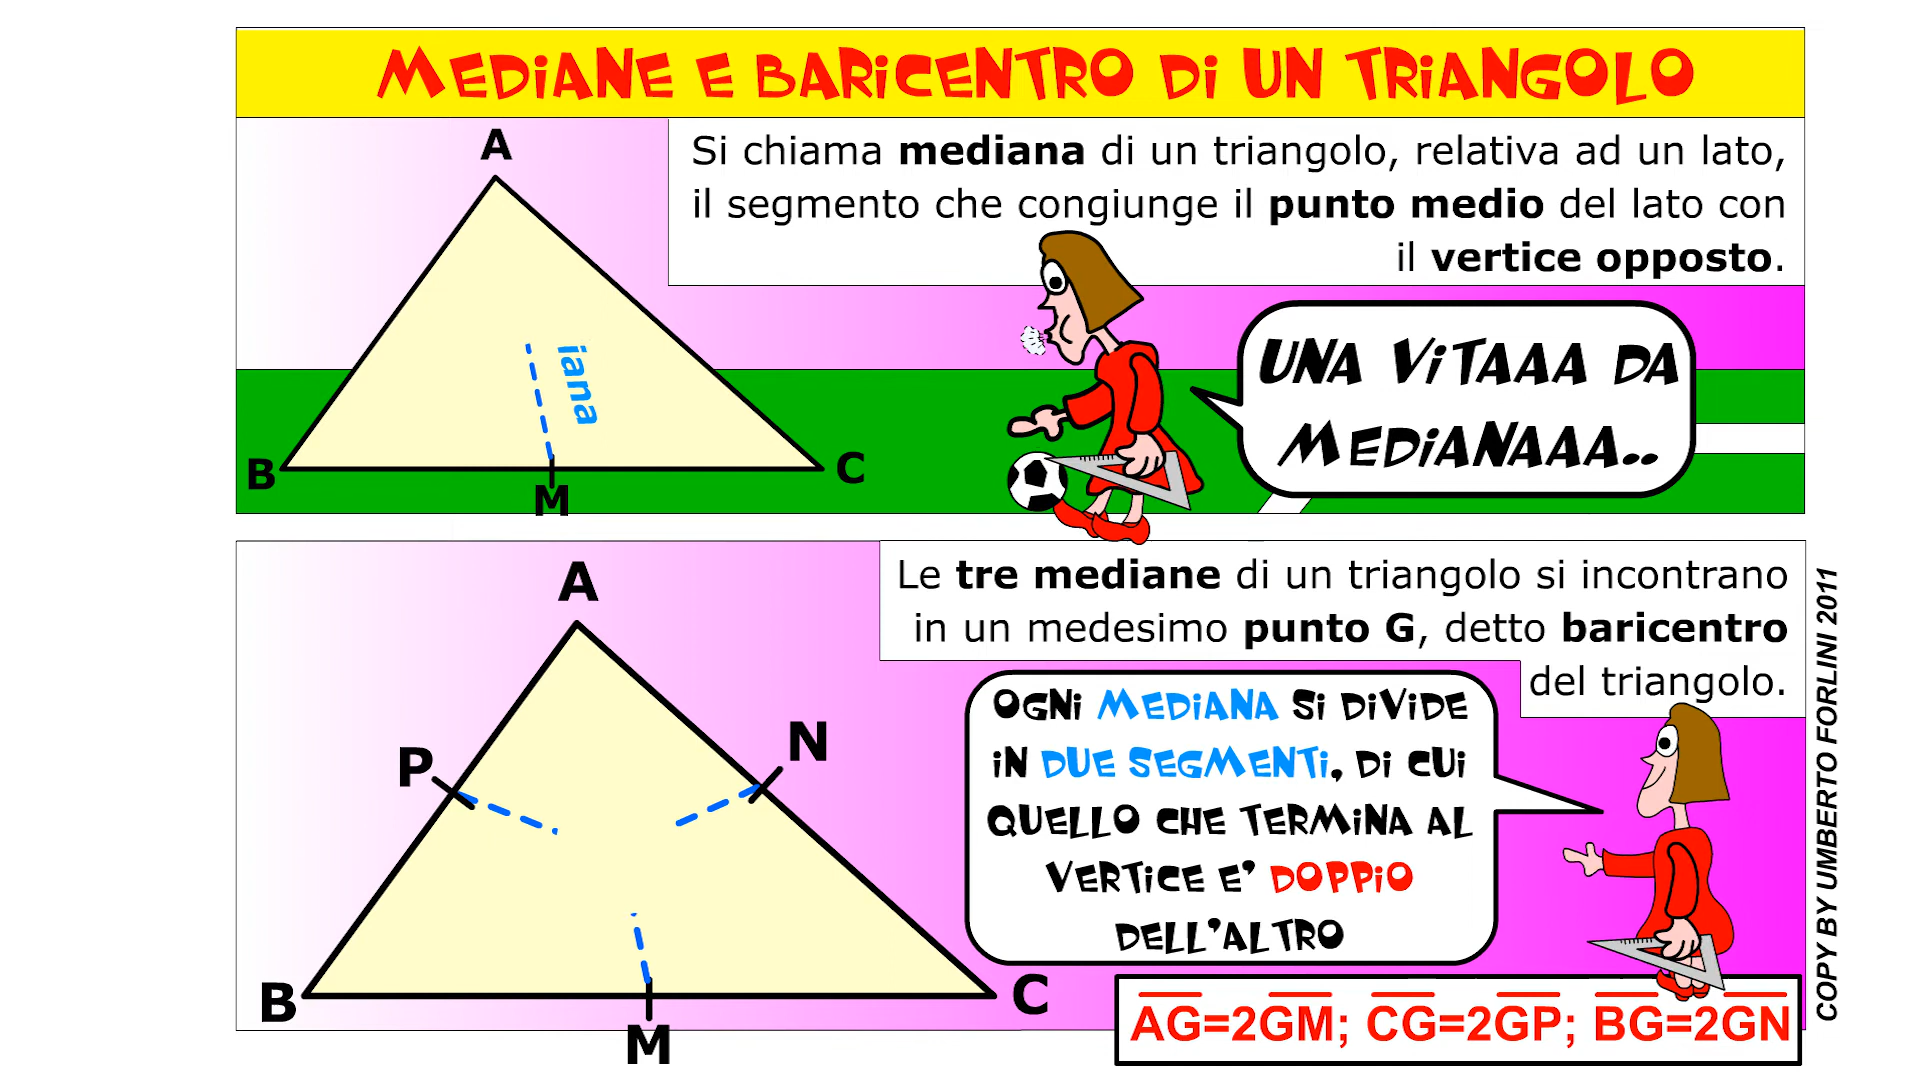 MEDiANE E BARiCENTRO Di UN TRiANGOLO
Si chiama mediana di un triangolo, relativa ad un lato,
il segmento che congiunge il punto medio del lato con
il vertice opposto.
A
iana
B
C
M
UNA ViTAAA DA
MEDiANAAA..
Le tre mediane di un triangolo si incontrano
in un medesimo punto G, detto baricentro
del triangolo.
A
P
N
B
C
M
OGNi MEDiANA Si DiViDE
iN DUE SEGMENTi, Di CUi
QUELLO CHE TERMiNA AL
VERTiCE E' DOPPiO
DELL'ALTRO
AG=2GM; CG=2GP; BG=2GN
COPY BY UMBERTO FORLINI 2011